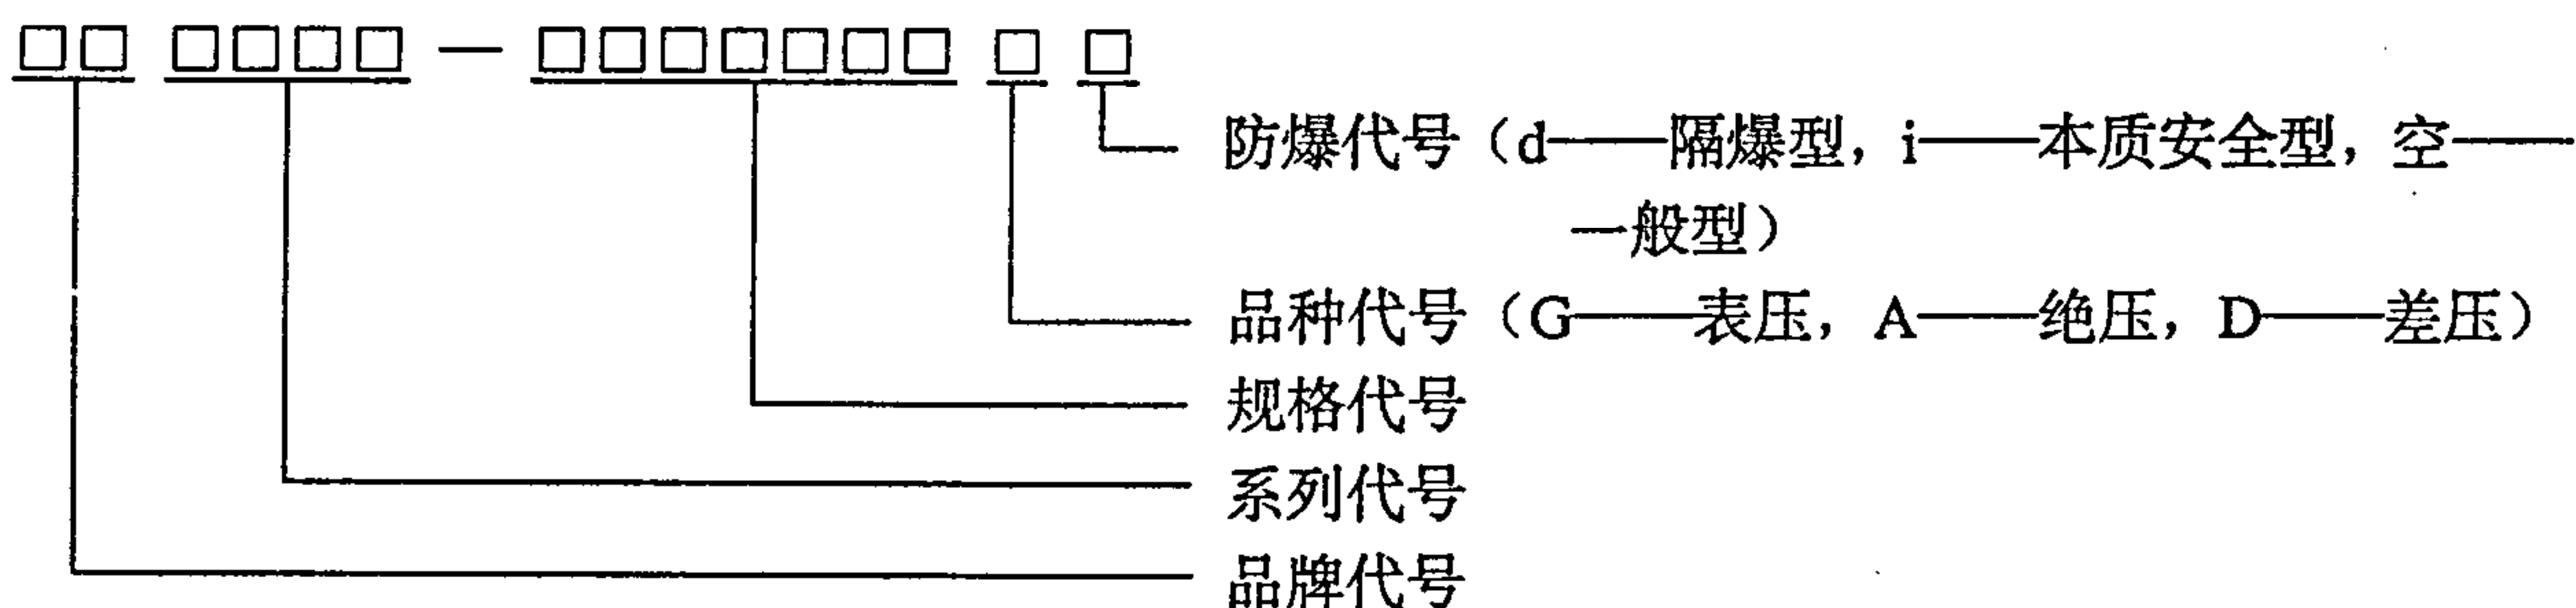 □□ □□□□—□□□□□□□ □ □
防爆代号（d——隔爆型，i——本质安全型，空——
一般型）
品种代号（G——表压，A——绝压，D——差压）
规格代号
系列代号
品牌代号